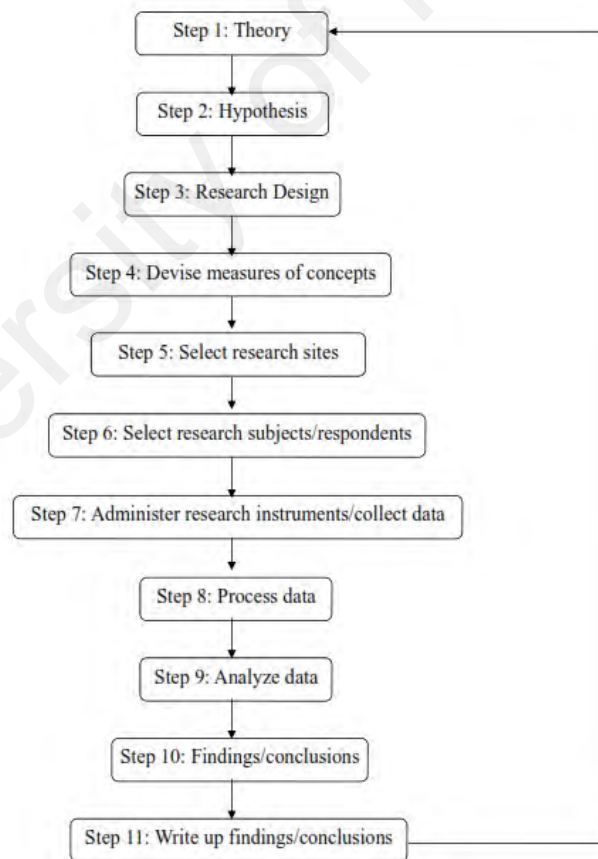 Step 1: Theory
Step 2: Hypothesis
Step 3: Research Design
Step 4: Devise measures of concepts
Step 5: Select research sites
Step 6: Select research subjects/respondents
Step 7: Administer research instruments/collect data
Step 8: Process data
Step 9: Analyze data
Step 10: Findings/conclusions
Step 11: Write up findings/conclusions